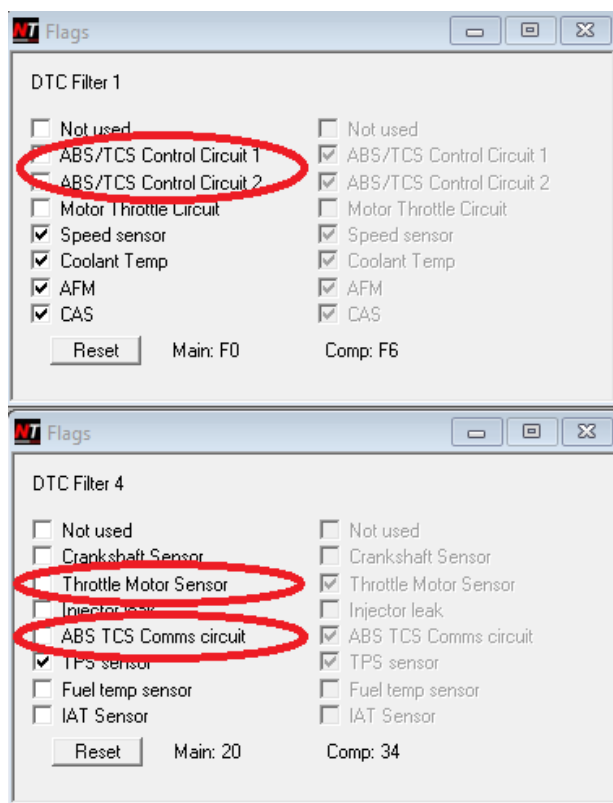 NT Flags
DTC Filter 1
Not used Not used
ABS/TCS Control Circuit 1 ABS/TCS Control Circuit 1
ABS/TCS Control Circuit 2 ABS/TCS Control Circuit 2
Motor Throttle Circuit Motor Throttle Circuit
Speed sensor Speed sensor
Coolant Temp Coolant Temp
AFM AFM
CAS CAS
Reset Main: F0 Comp: F6
NT Flags
DTC Filter 4
Not used Not used
Crankshaft Sensor Crankshaft Sensor
Throttle Motor Sensor Throttle Motor Sensor
Injector leak Injector leak
ABS TCS Comms circuit ABS TCS Comms circuit
TPS sensor TPS sensor
Fuel temp sensor Fuel temp sensor
IAT Sensor IAT Sensor
Reset Main: 20 Comp: 34